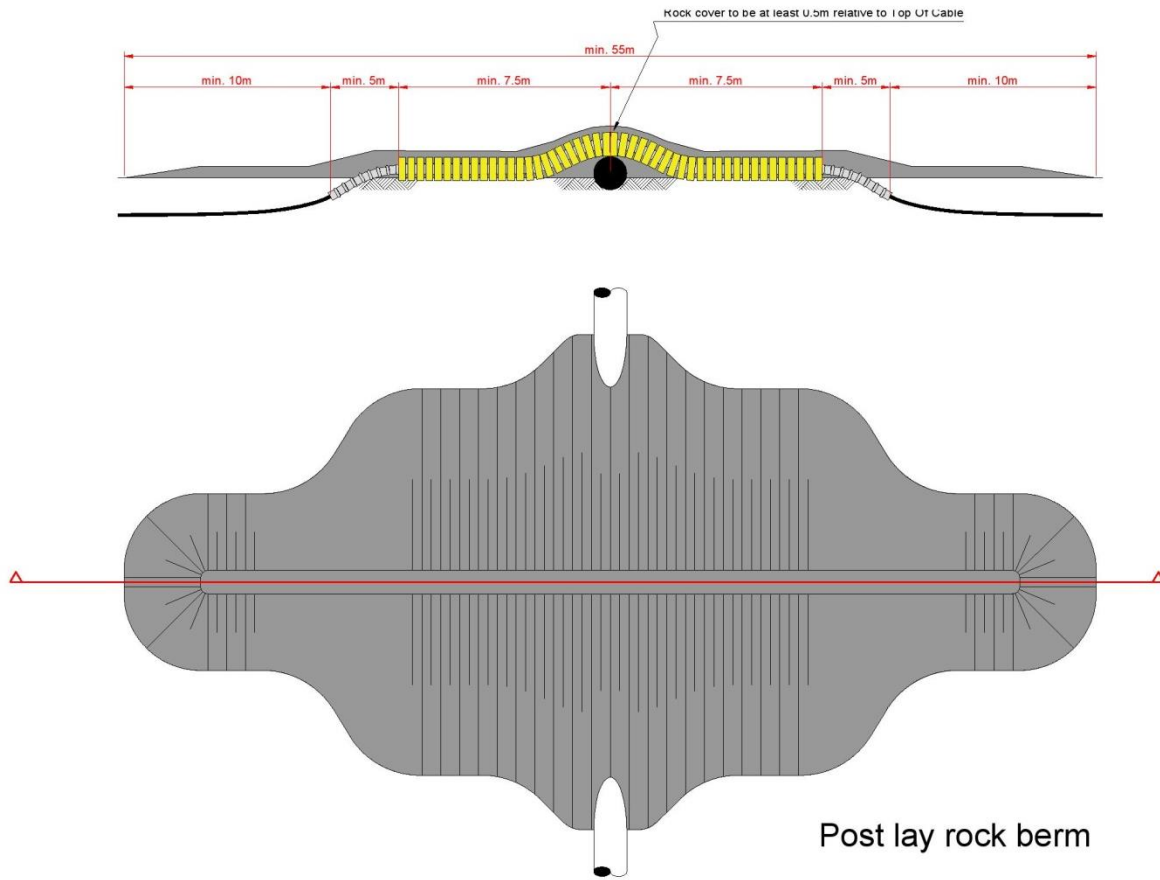 Rock cover to be at least 0.5m relative to Top Of Cable
min. 55m
min. 10m min. 5m min. 7.5m min. 7.5m min. 5m min. 10m
Post lay rock berm